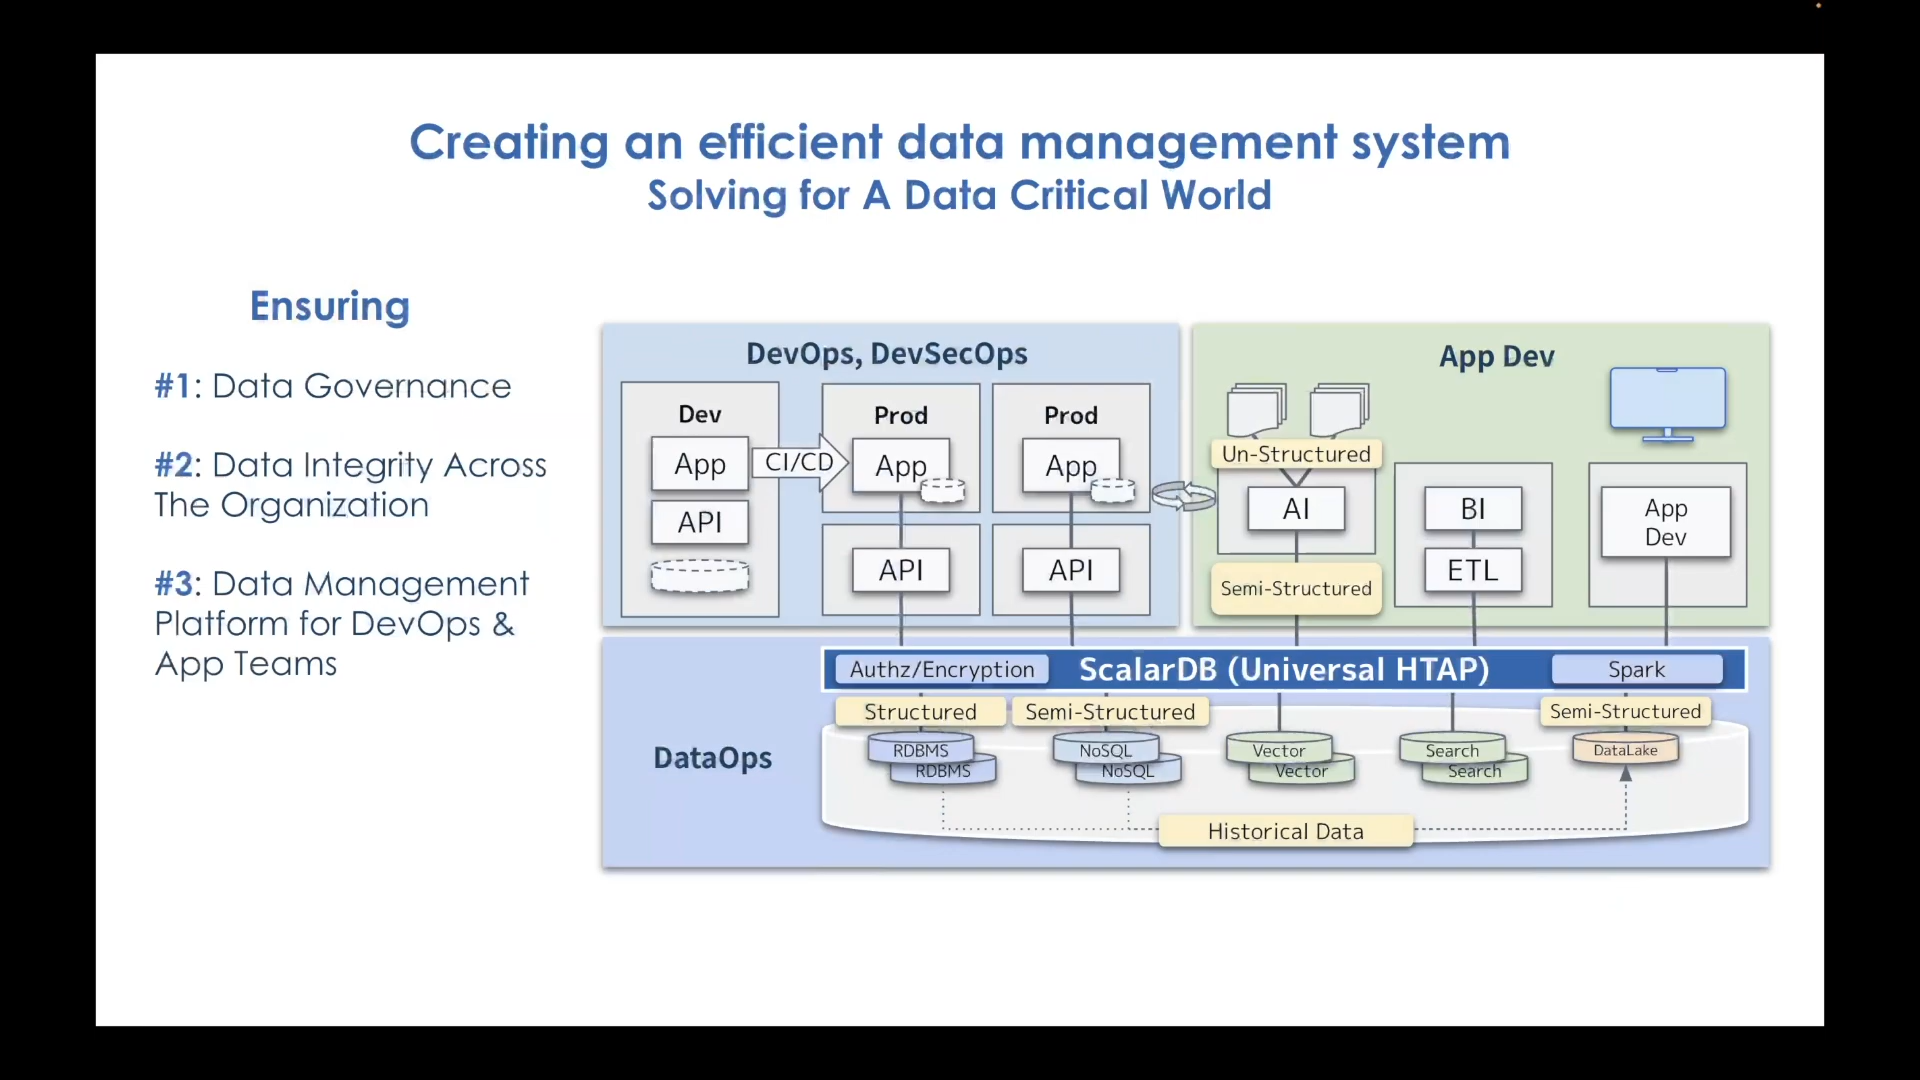 Creating an efficient data management system
Solving for A Data Critical World
Ensuring
#1: Data Governance
#2: Data Integrity Across
The Organization
#3: Data Management
Platform for DevOps &
App Teams
DevOps, DevSecOps
Dev
App
API
CI/CD
Prod
App
API
Prod
App
API
App Dev
Un-Structured
AI
Semi-Structured
BI
ETL
App
Dev
DataOps
Authz/Encryption
ScalarDB (Universal HTAP)
Spark
Structured
Semi-Structured
Semi-Structured
RDBMS
RDBMS
NoSQL
NoSQL
Vector
Vector
Search
Search
DataLake
Historical Data